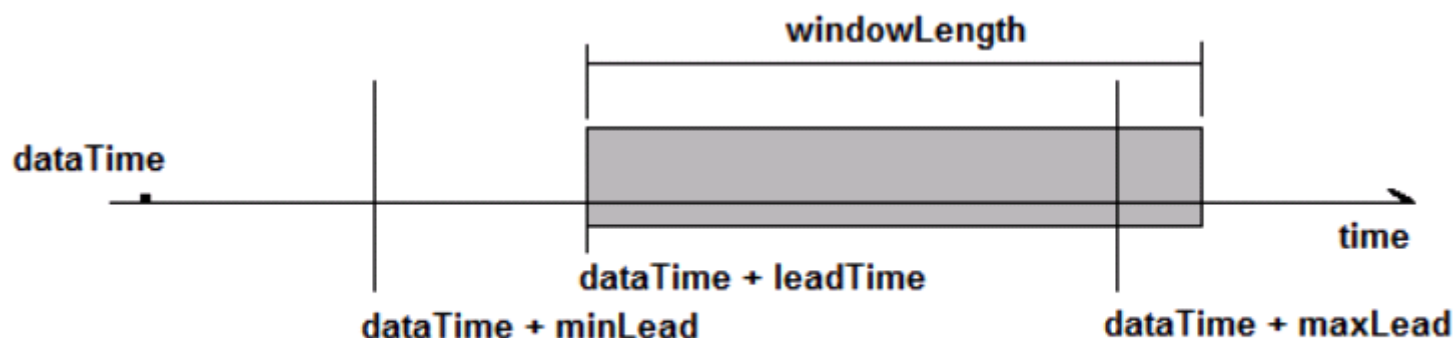 windowLength
dataTime
time
dataTime + leadTime
dataTime + minLead
dataTime + maxLead